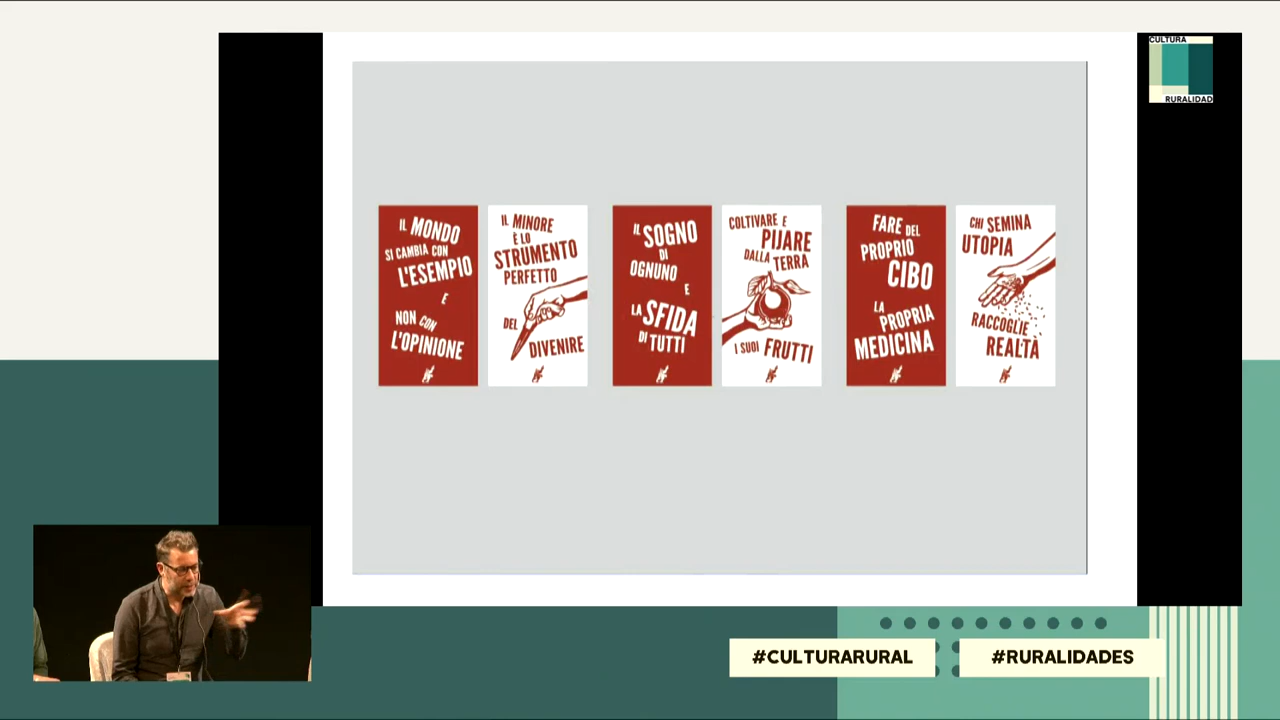 CULTURA
RURALIDAD
IL MONDO
SI CAMBIA CON
L'ESEMPIO
E
NON CON
L'OPINIONE
IL MINORE
È LO
STRUMENTO
PERFETTO
DEL
DIVENIRE
IL SOGNO
DI
OGNUNO
E
LA SFIDA
DI TUTTI
COLTIVARE E
PIJARE
DALLA TERRA
I SUOI FRUTTI
FARE DEL
PROPRIO
CIBO
LA
PROPRIA
MEDICINA
CHI SEMINA
UTOPIA
RACCOGLIE
REALTÀ
#CULTURARURAL
#RURALIDADES